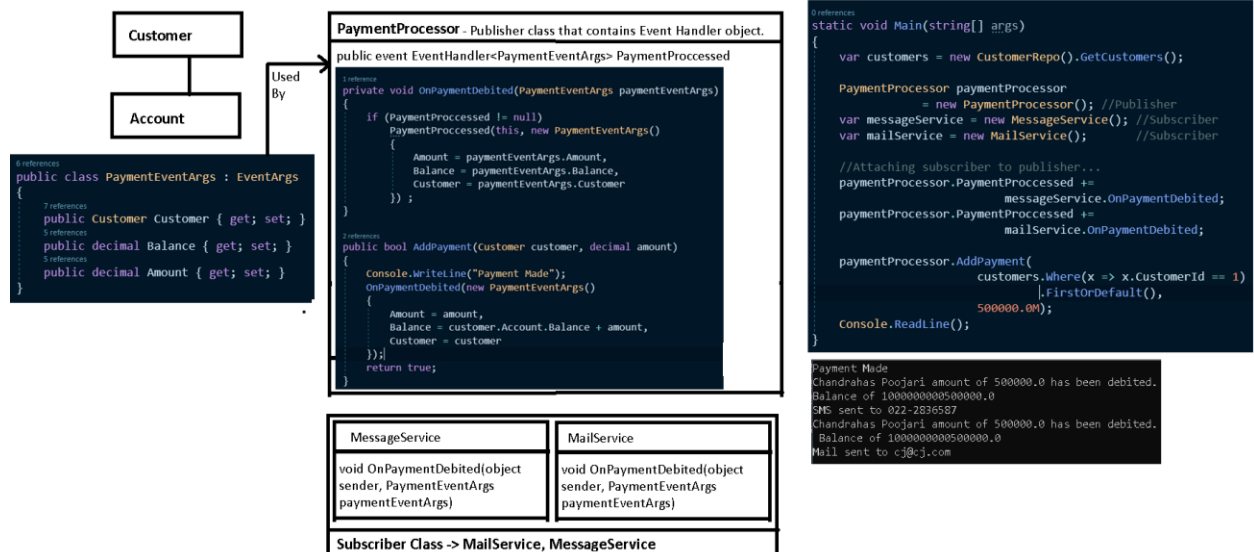 Customer
Account
Used
By
6 references
public class PaymentEventArgs : EventArgs
{
7 references
public Customer Customer { get; set; }
5 references
public decimal Balance { get; set; }
5 references
public decimal Amount { get; set; }
}
.
PaymentProcessor - Publisher class that contains Event Handler object.
public event EventHandler<PaymentEventArgs> PaymentProccessed
1 reference
private void OnPaymentDebited(PaymentEventArgs paymentEventArgs)
{
if (PaymentProccessed != null)
PaymentProccessed(this, new PaymentEventArgs()
{
Amount = paymentEventArgs.Amount,
Balance = paymentEventArgs.Balance,
Customer = paymentEventArgs.Customer
}) ;
}
2 references
public bool AddPayment(Customer customer, decimal amount)
{
Console.WriteLine("Payment Made");
OnPaymentDebited(new PaymentEventArgs()
{
Amount = amount,
Balance = customer.Account.Balance + amount,
Customer = customer
});
return true;
}
MessageService
void OnPaymentDebited(object
sender, PaymentEventArgs
paymentEventArgs)
MailService
void OnPaymentDebited(object
sender, PaymentEventArgs
paymentEventArgs)
Subscriber Class -> MailService, MessageService
0 references
static void Main(string[] args)
{
var customers = new CustomerRepo().GetCustomers();
PaymentProcessor paymentProcessor
= new PaymentProcessor(); //Publisher
var messageService = new MessageService(); //Subscriber
var mailService = new MailService(); //Subscriber
//Attaching subscriber to publisher...
paymentProcessor.PaymentProccessed +=
messageService.OnPaymentDebited;
paymentProcessor.PaymentProccessed +=
mailService.OnPaymentDebited;
paymentProcessor.AddPayment(
customers.Where(x => x.CustomerId == 1)
.FirstOrDefault(),
500000.0M);
Console.ReadLine();
}
Payment Made
Chandrahas Poojari amount of 500000.0 has been debited.
Balance of 1000000000500000.0
SMS sent to 022-2836587
Chandrahas Poojari amount of 500000.0 has been debited.
Balance of 1000000000500000.0
Mail sent to cj@cj.com